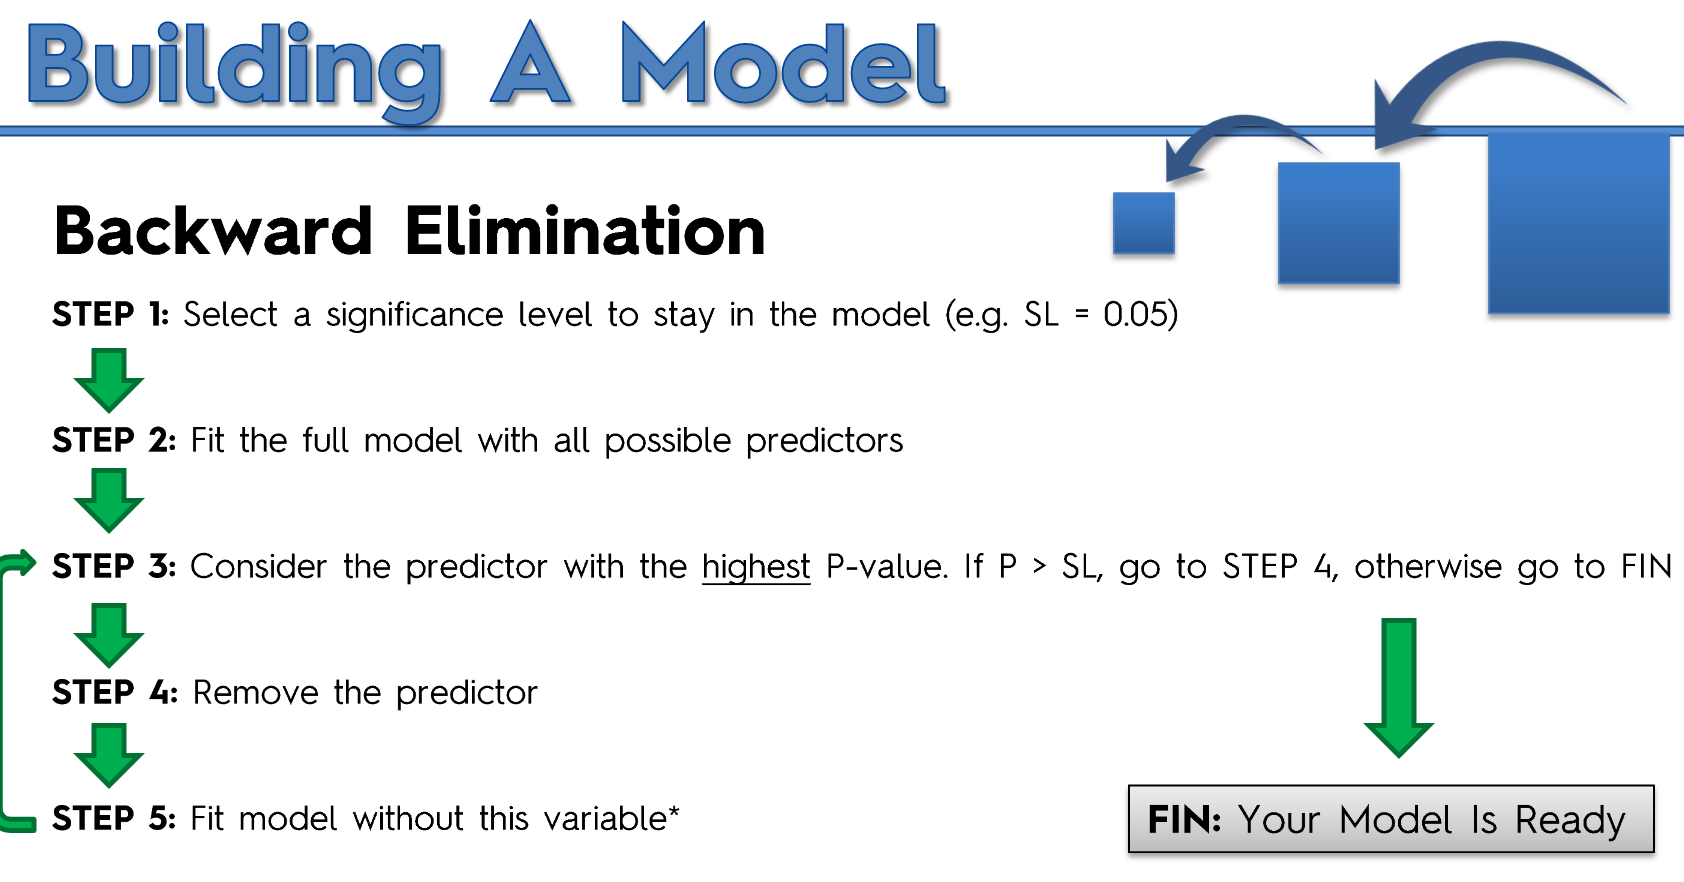 Building A Model
Backward Elimination
STEP 1: Select a significance level to stay in the model (e.g. SL = 0.05)
STEP 2: Fit the full model with all possible predictors
STEP 3: Consider the predictor with the highest P-value. If P > SL, go to STEP 4, otherwise go to FIN
STEP 4: Remove the predictor
STEP 5: Fit model without this variable*
FIN: Your Model Is Ready